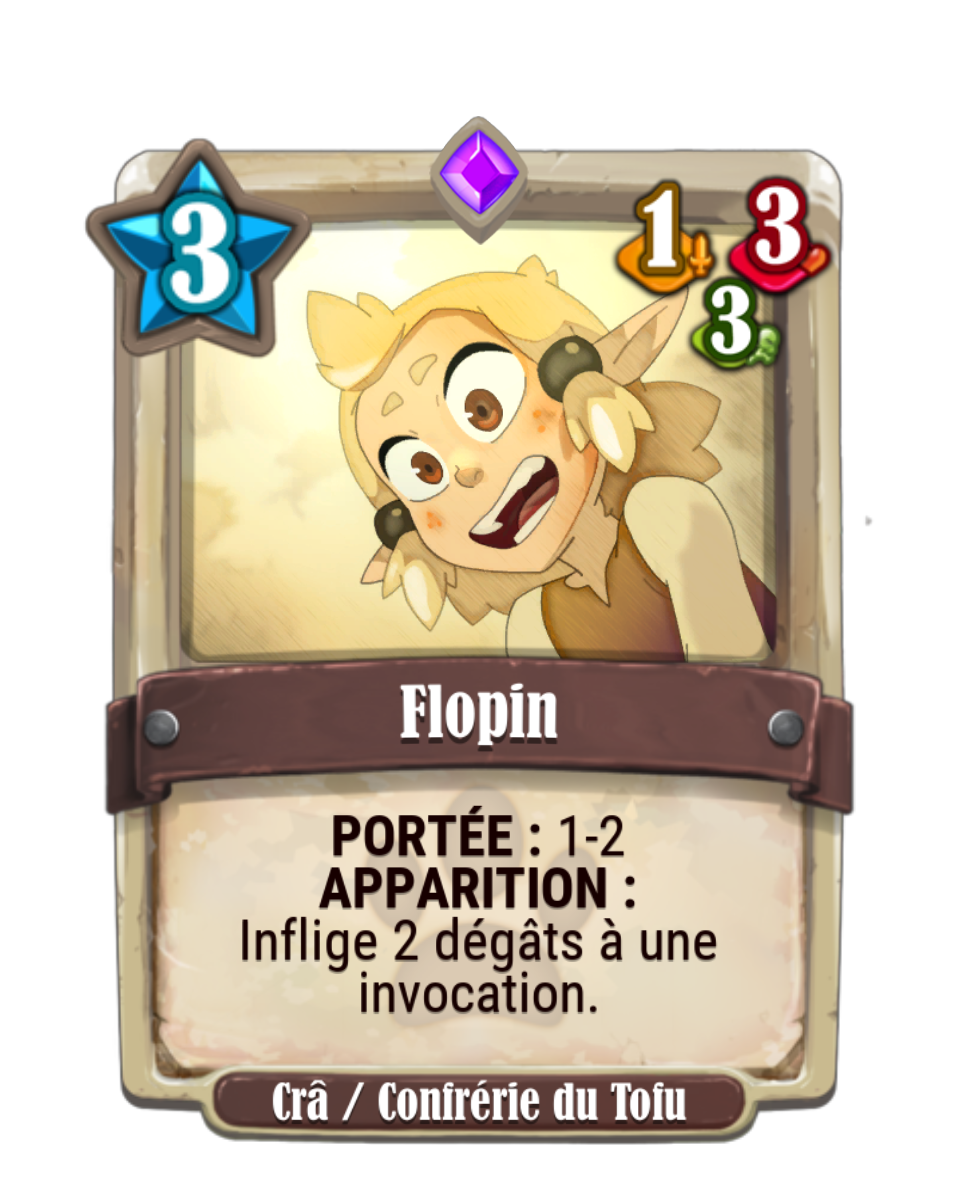 3
1 3
3
Flopin
PORTÉE : 1-2
APPARITION :
Inflige 2 dégâts à une
invocation.
Crâ / Confrérie du Tofu